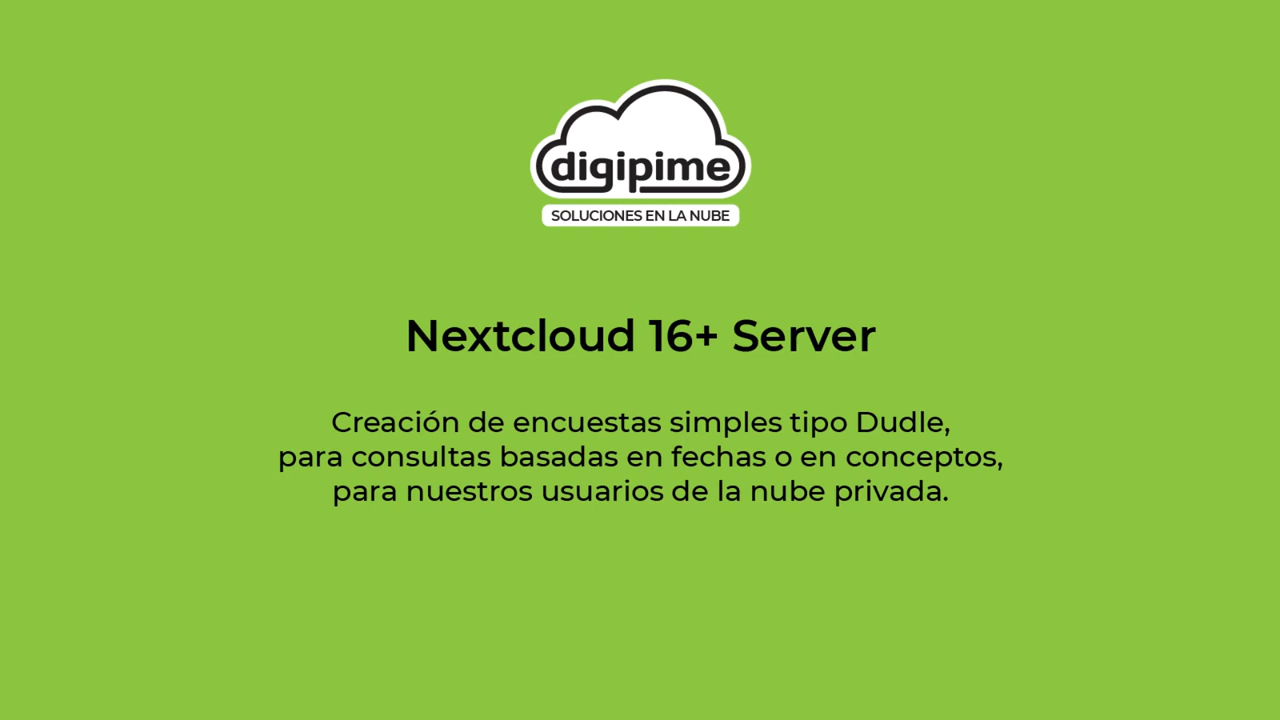 digipime
SOLUCIONES EN LA NUBE
Nextcloud 16+ Server
Creación de encuestas simples tipo Dudle,
para consultas basadas en fechas o en conceptos,
para nuestros usuarios de la nube privada.